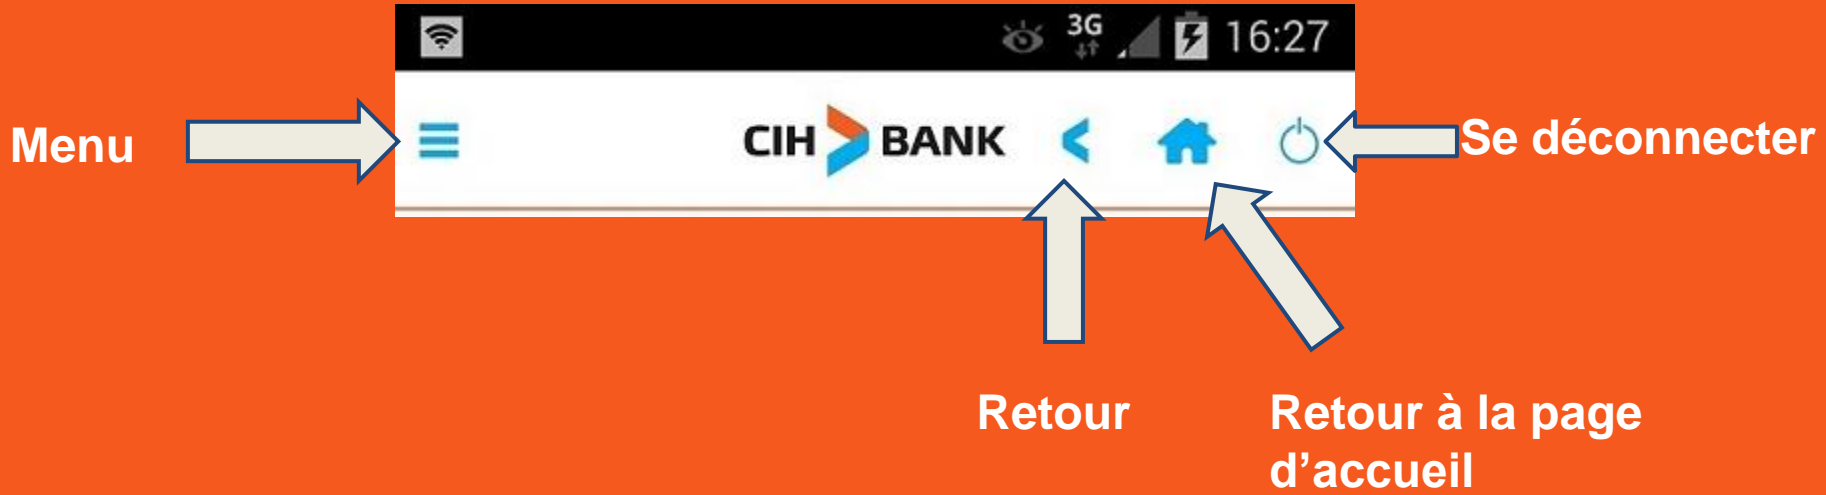 3G
16:27
Menu
CIH BANK
Se déconnecter
Retour
Retour à la page
d’accueil